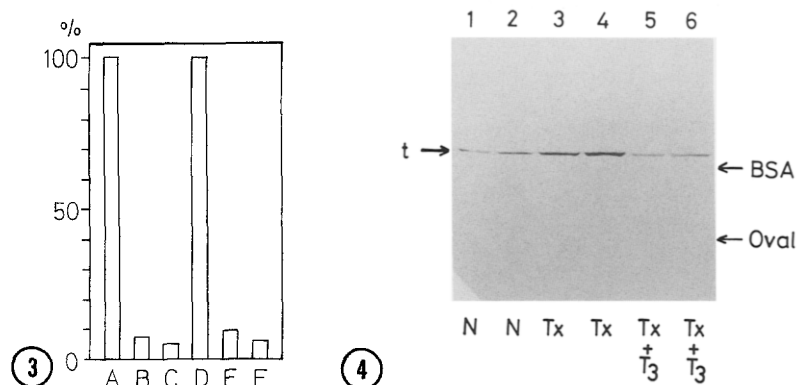 %
100
50
0
A B C D E F
3
1 2 3 4 5 6
t
BSA
Oval
N N Tx Tx Tx + T3 Tx + T3
4